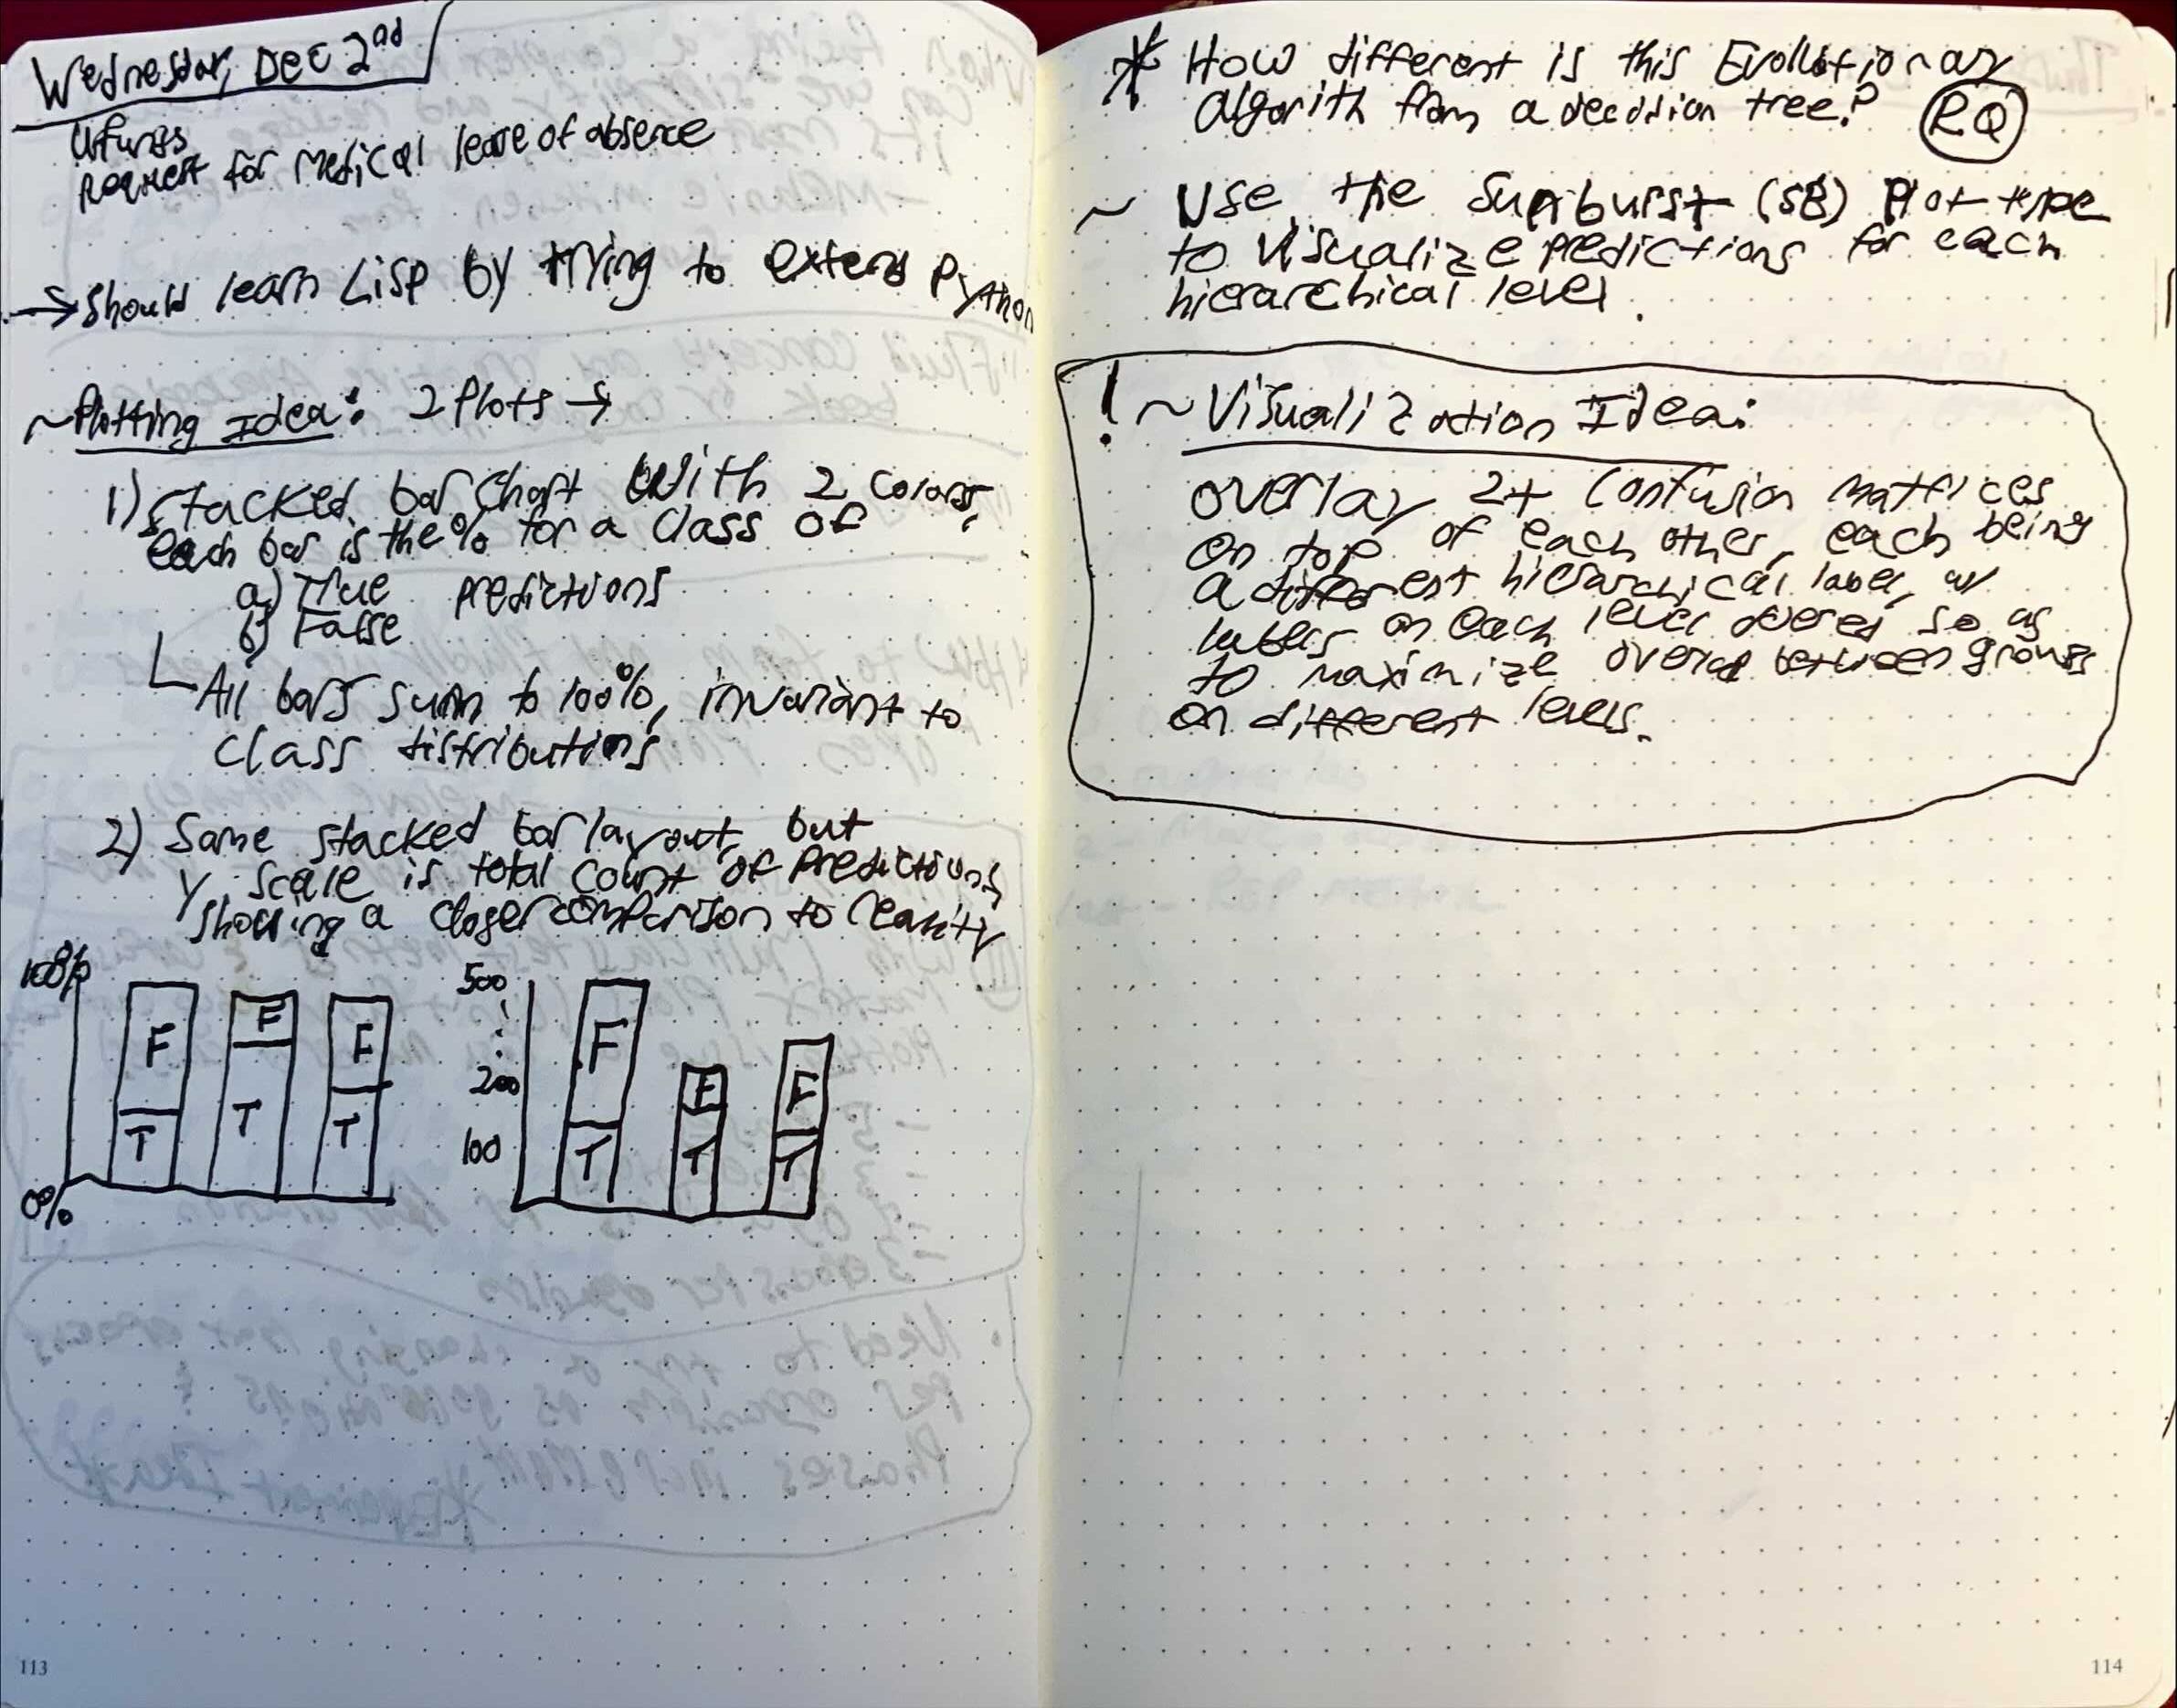 Wednesday, Dec 2nd
Request for Medical leave of absence
→ Should learn Lisp by trying to extend Python
~ Plotting Idea: 2 Plots →
1) Stacked bar chart with 2 colors,
each bar is the % for a class of
a) True predictions
b) False
All bars sum to 100%, invariant to
class distributions
2) Same stacked bar layout, but
Y scale is total count of predictions,
showing a closer comparison to reality
100%
F
F
F
T
T
T
0%
500
200
100
F
F
F
T
T
T
113
* How different is this Evolutionary
Algorith from a decision tree? RQ
~ Use the Sunburst (SB) Plot type
to visualize predictions for each
hierarchical level.
! ~ Visualization Idea:
overlay 2+ confusion matrices
on top of each other, each being
a different hierarchical label, w/
labels on each level ordered so as
to maximize overlap between groups
on different levels.
114